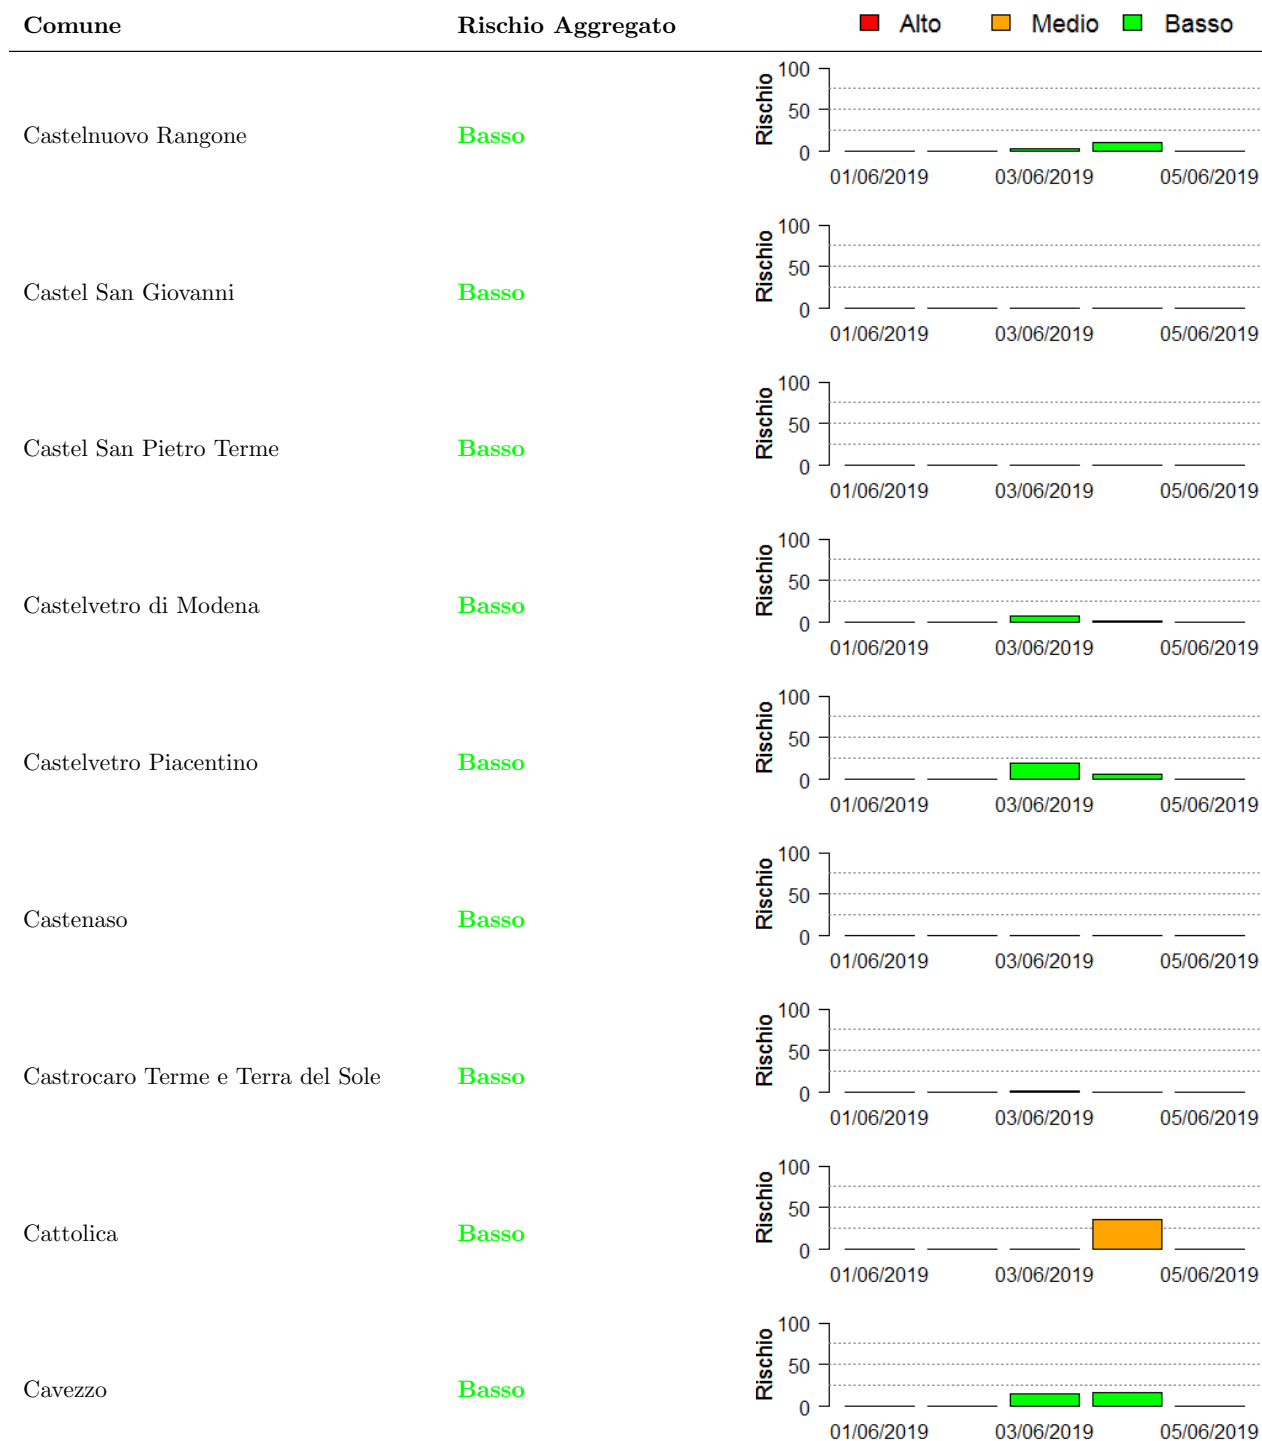 Comune Rischio Aggregato Alto Medio Basso
100
50
0
Rischio
Castelnuovo Rangone Basso
01/06/2019 03/06/2019 05/06/2019
100
50
0
Rischio
Castel San Giovanni Basso
01/06/2019 03/06/2019 05/06/2019
100
50
0
Rischio
Castel San Pietro Terme Basso
01/06/2019 03/06/2019 05/06/2019
100
50
0
Rischio
Castelvetro di Modena Basso
01/06/2019 03/06/2019 05/06/2019
100
50
0
Rischio
Castelvetro Piacentino Basso
01/06/2019 03/06/2019 05/06/2019
100
50
0
Rischio
Castenaso Basso
01/06/2019 03/06/2019 05/06/2019
100
50
0
Rischio
Castrocaro Terme e Terra del Sole Basso
01/06/2019 03/06/2019 05/06/2019
100
50
0
Rischio
Cattolica Basso
01/06/2019 03/06/2019 05/06/2019
100
50
0
Rischio
Cavezzo Basso
01/06/2019 03/06/2019 05/06/2019